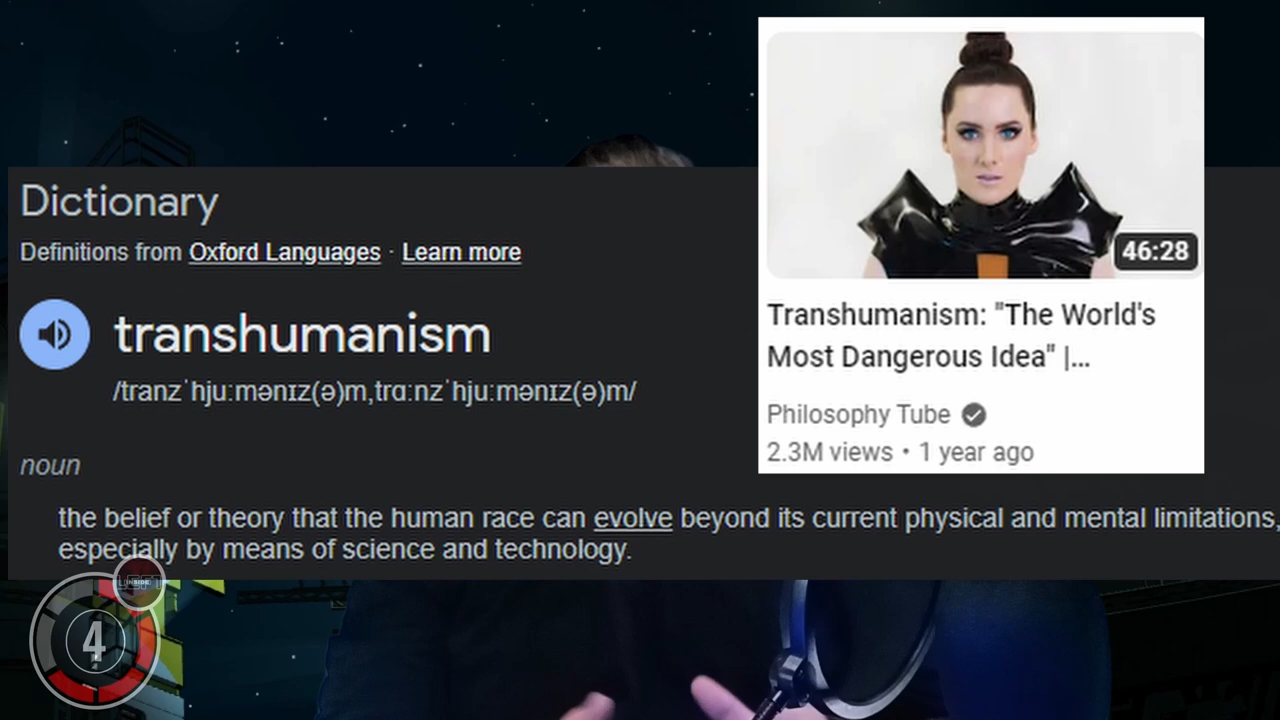 Dictionary
Definitions from Oxford Languages · Learn more
transhumanism
/tranzˈhjuːmənɪz(ə)m,trɑːnzˈhjuːmənɪz(ə)m/
noun
the belief or theory that the human race can evolve beyond its current physical and mental limitations,
especially by means of science and technology.
46:28
Transhumanism: "The World's
Most Dangerous Idea" |...
Philosophy Tube
2.3M views • 1 year ago
LEFT
4